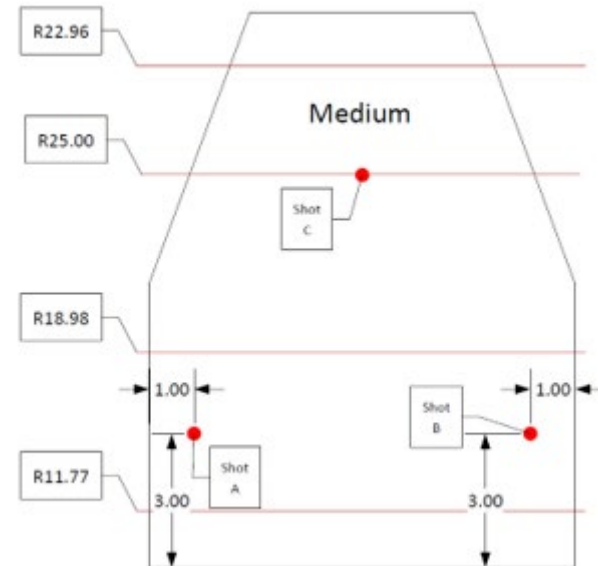 R22.96
Medium
R25.00
Shot
C
R18.98
1.00
1.00
Shot
B
Shot
A
R11.77
3.00
3.00